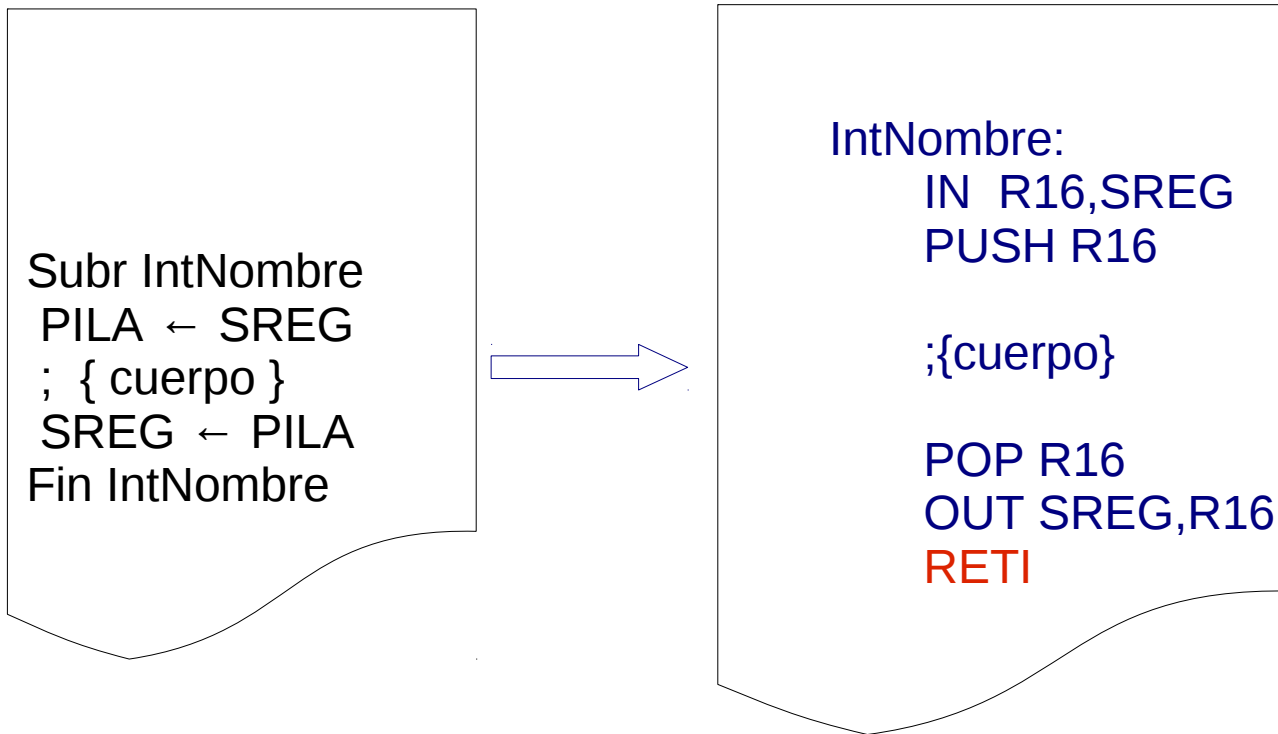 Subr IntNombre
PILA ← SREG
; { cuerpo }
SREG ← PILA
Fin IntNombre
IntNombre:
IN R16,SREG
PUSH R16
;{cuerpo}
POP R16
OUT SREG,R16
RETI